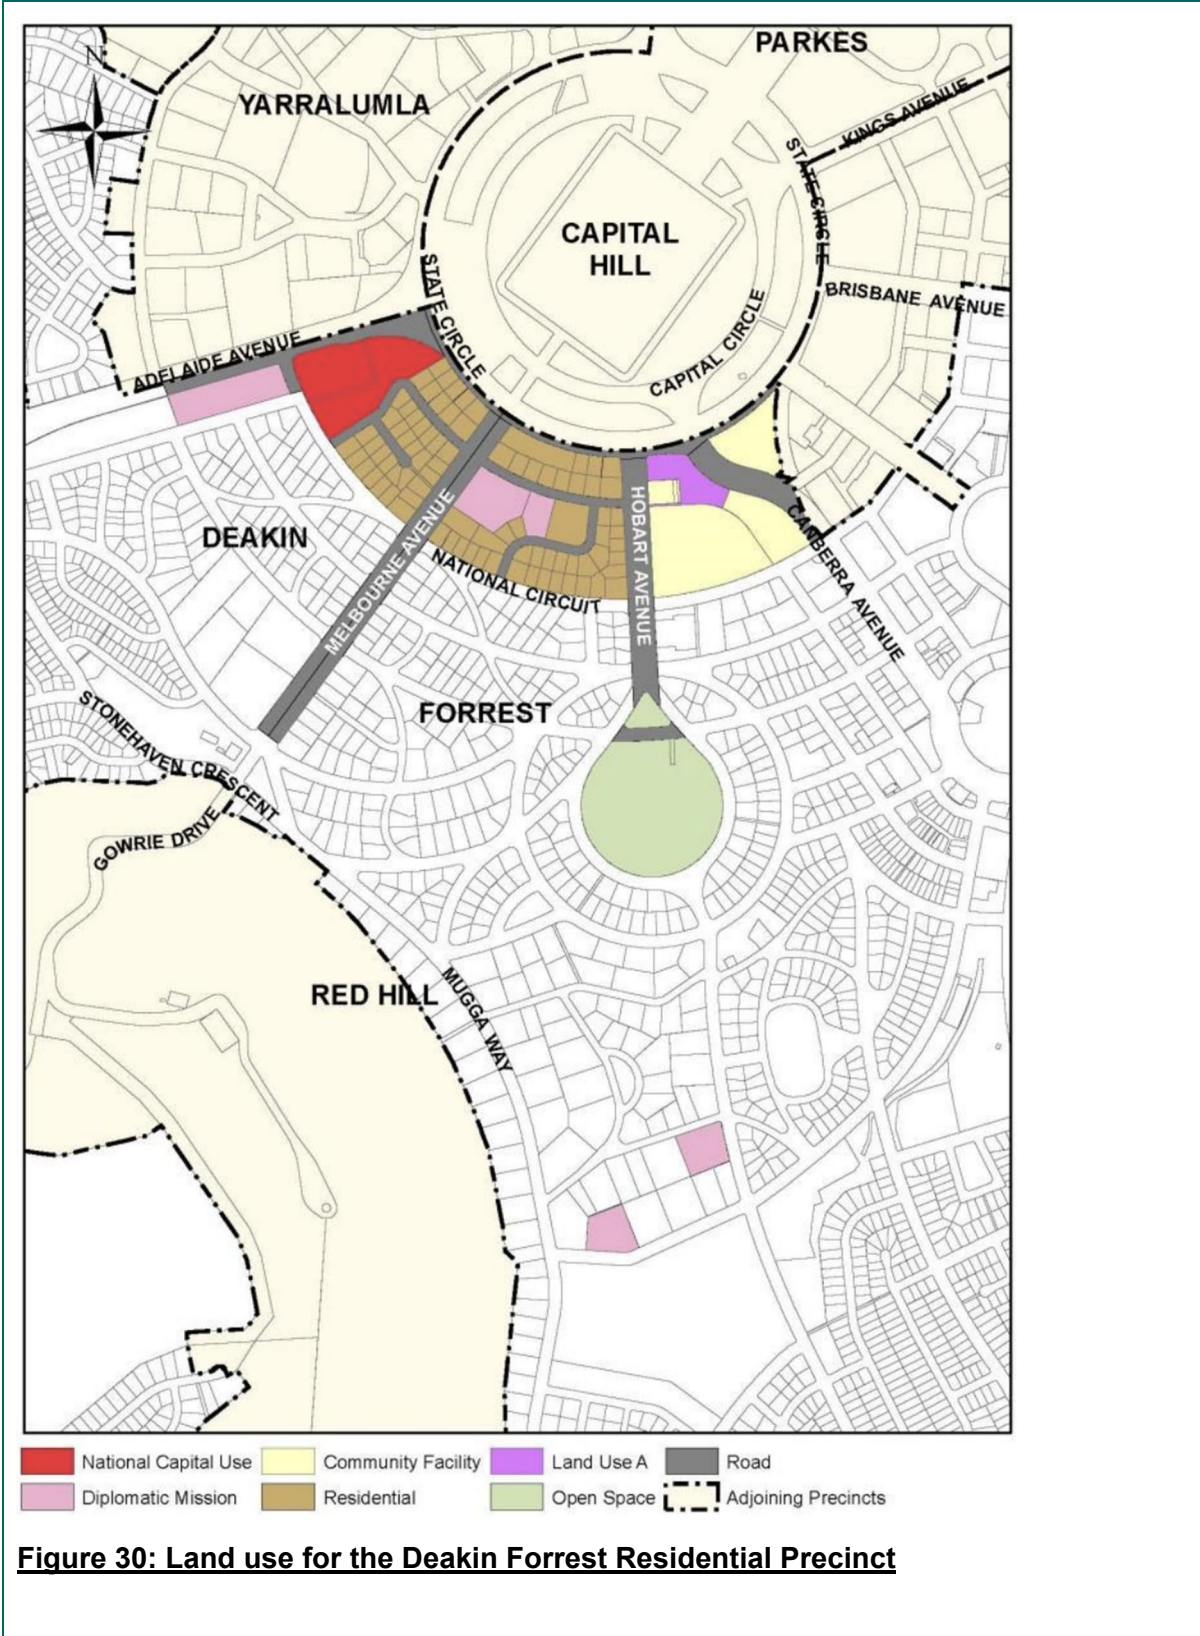 PARKES
N
YARRALUMLA
KINGS AVENUE
STATE CIRCLE
CAPITAL
HILL
STATE CIRCLE
BRISBANE AVENUE
CAPITAL CIRCLE
ADELAIDE AVENUE
HOBART AVENUE
MELBOURNE AVENUE
DEAKIN
CANBERRA AVENUE
NATIONAL CIRCUIT
FORREST
STONEHAVEN CRESCENT
GOWRIE DRIVE
RED HILL
MUGGA WAY
National Capital Use
Community Facility
Land Use A
Road
Diplomatic Mission
Residential
Open Space
Adjoining Precincts
Figure 30: Land use for the Deakin Forrest Residential Precinct